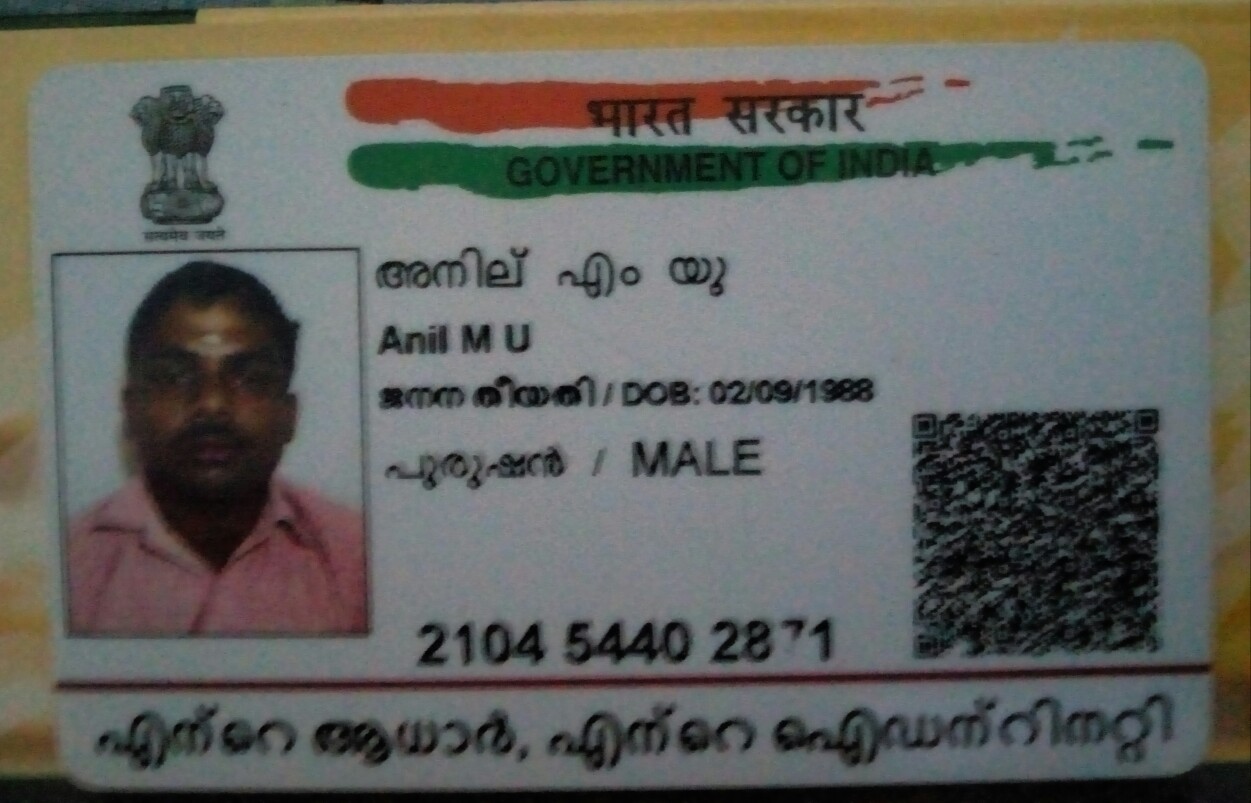 भारत सरकार
GOVERNMENT OF INDIA
सत्यमेव जयते
അനില് എം യു
Anil M U
ജനന തീയതി / DOB: 02/09/1988
പുരുഷൻ / MALE
2104 5440 2871
എന്റെ ആധാർ, എന്റെ ഐഡന്റിനറ്റി